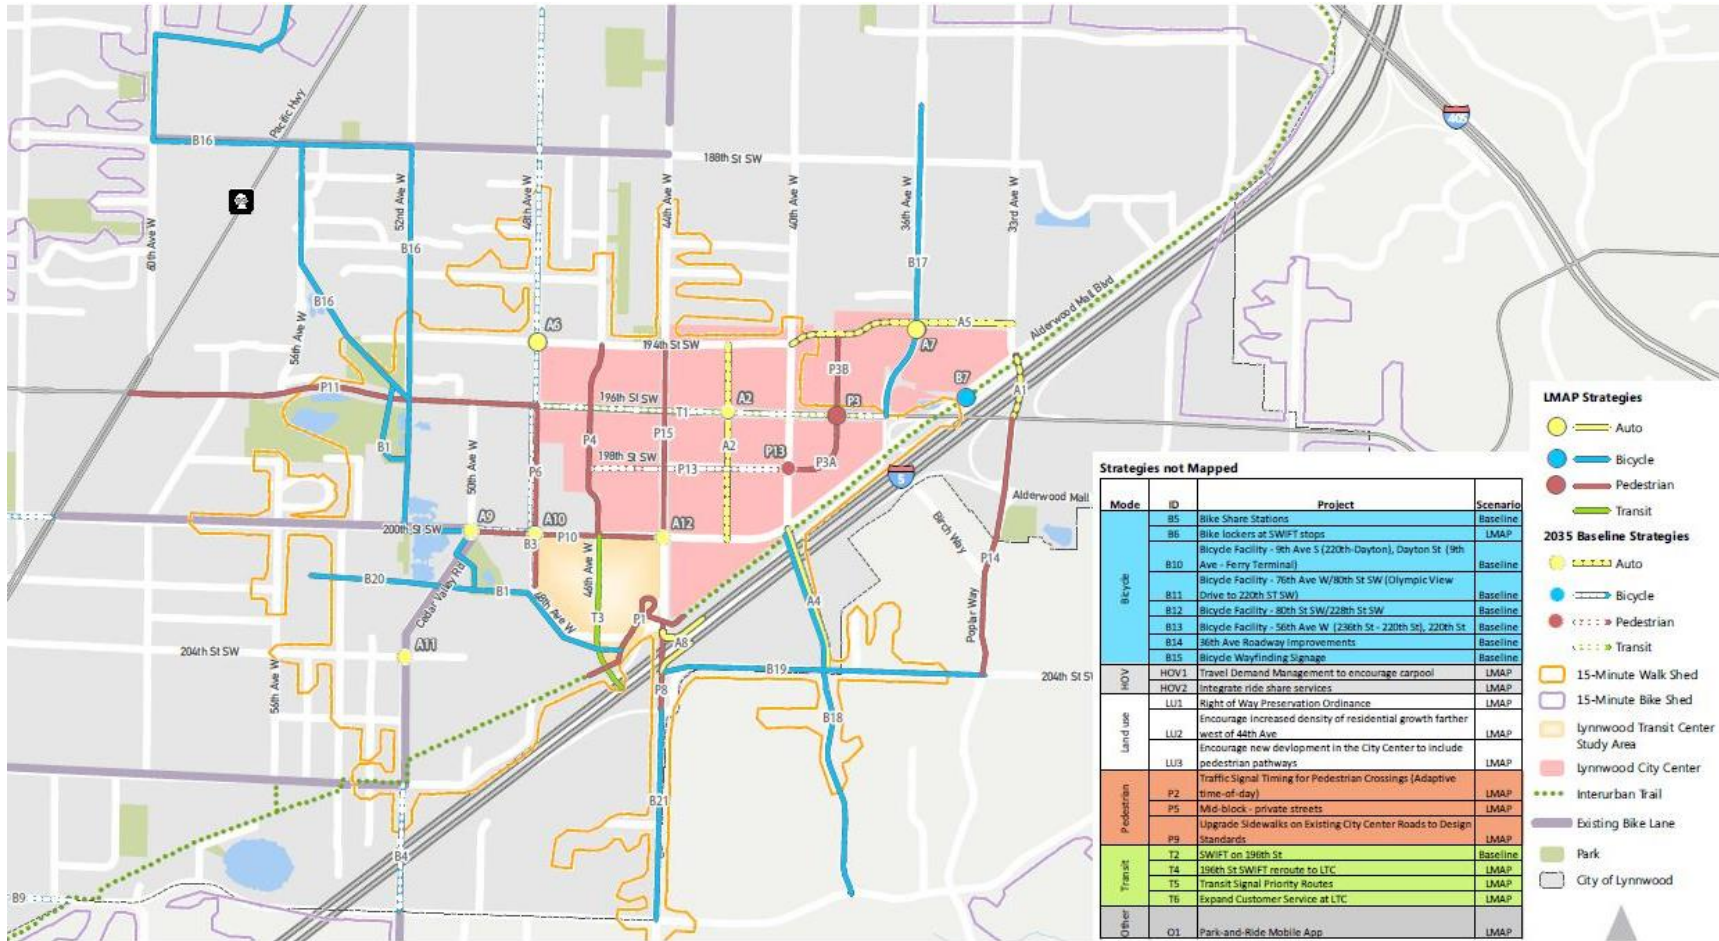 188th St SW
B16
Pacific Hwy
60th Ave W
52nd Ave W
48th Ave W
44th Ave W
40th Ave W
36th Ave W
33rd Ave W
405
B16
B17
B16
56th Ave W
Alderwood Mall Blvd
A6
A5
194th St SW
A7
P3B
B7
P11
A1
196th St SW
T1
A2
P3
P4
P15
A2
B1
198th St SW
P13
P13
P3A
50th Ave W
P6
5
Alderwood Mall
200th St SW
A9
A10
A12
B3
P10
Birch Way
P14
B20
B1
Cedar Valley Rd
48th Ave W
46th Ave W
T3
P1
A4
Poplar Way
A11
204th St SW
A8
B19
204th St S
P8
56th Ave W
B18
B21
B4
B9
Strategies not Mapped
Mode ID Project Scenario
Bicycle
B5 Bike Share Stations Baseline
B6 Bike lockers at SWIFT stops LMAP
Bicycle Facility - 9th Ave S (220th-Dayton), Dayton St (9th
B10 Ave - Ferry Terminal) Baseline
Bicycle Facility - 76th Ave W/80th St SW (Olympic View
B11 Drive to 220th ST SW) Baseline
B12 Bicycle Facility - 80th St SW/228th St SW Baseline
B13 Bicycle Facility - 56th Ave W (236th St - 220th St), 220th St Baseline
B14 36th Ave Roadway Improvements Baseline
B15 Bicycle Wayfinding Signage Baseline
HOV
HOV1 Travel Demand Management to encourage carpool LMAP
HOV2 Integrate ride share services LMAP
Land use
LU1 Right of Way Preservation Ordinance LMAP
Encourage increased density of residential growth farther
LU2 west of 44th Ave LMAP
Encourage new devlopment in the City Center to include
LU3 pedestrian pathways LMAP
Pedestrian
Traffic Signal Timing for Pedestrian Crossings (Adaptive
P2 time-of-day) LMAP
P5 Mid-block - private streets LMAP
Upgrade Sidewalks on Existing City Center Roads to Design
P9 Standards LMAP
Transit
T2 SWIFT on 196th St Baseline
T4 196th St SWIFT reroute to LTC LMAP
T5 Transit Signal Priority Routes LMAP
T6 Expand Customer Service at LTC LMAP
Other
O1 Park-and-Ride Mobile App LMAP
LMAP Strategies
Auto
Bicycle
Pedestrian
Transit
2035 Baseline Strategies
Auto
Bicycle
Pedestrian
Transit
15-Minute Walk Shed
15-Minute Bike Shed
Lynnwood Transit Center
Study Area
Lynnwood City Center
Interurban Trail
Existing Bike Lane
Park
City of Lynnwood